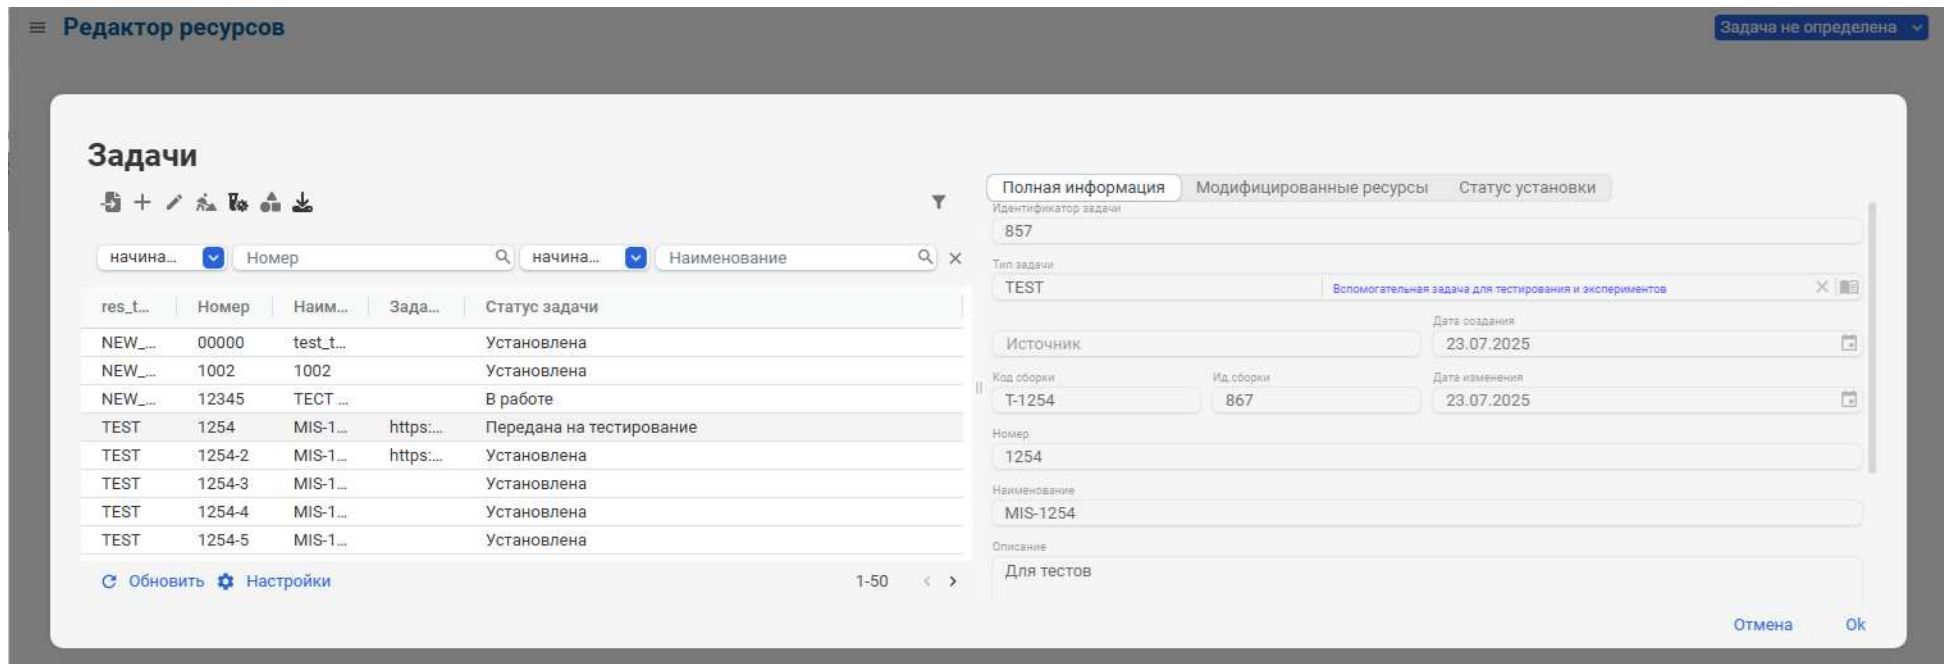 Редактор ресурсов
Задача не определена
Задачи
начина... Номер начина... Наименование
res_t... Номер Наим... Зада... Статус задачи
NEW_... 00000 test_t... Установлена
NEW_... 1002 1002 Установлена
NEW_... 12345 ТЕСТ ... В работе
TEST 1254 MIS-1... https:... Передана на тестирование
TEST 1254-2 MIS-1... https:... Установлена
TEST 1254-3 MIS-1... Установлена
TEST 1254-4 MIS-1... Установлена
TEST 1254-5 MIS-1... Установлена
Обновить Настройки 1-50
Полная информация Модифицированные ресурсы Статус установки
Идентификатор задачи
857
Тип задачи
TEST Вспомогательная задача для тестирования и экспериментов
Дата создания
Источник 23.07.2025
Код сборки Ид.сборки Дата изменения
T-1254 867 23.07.2025
Номер
1254
Наименование
MIS-1254
Описание
Для тестов
Отмена Ok